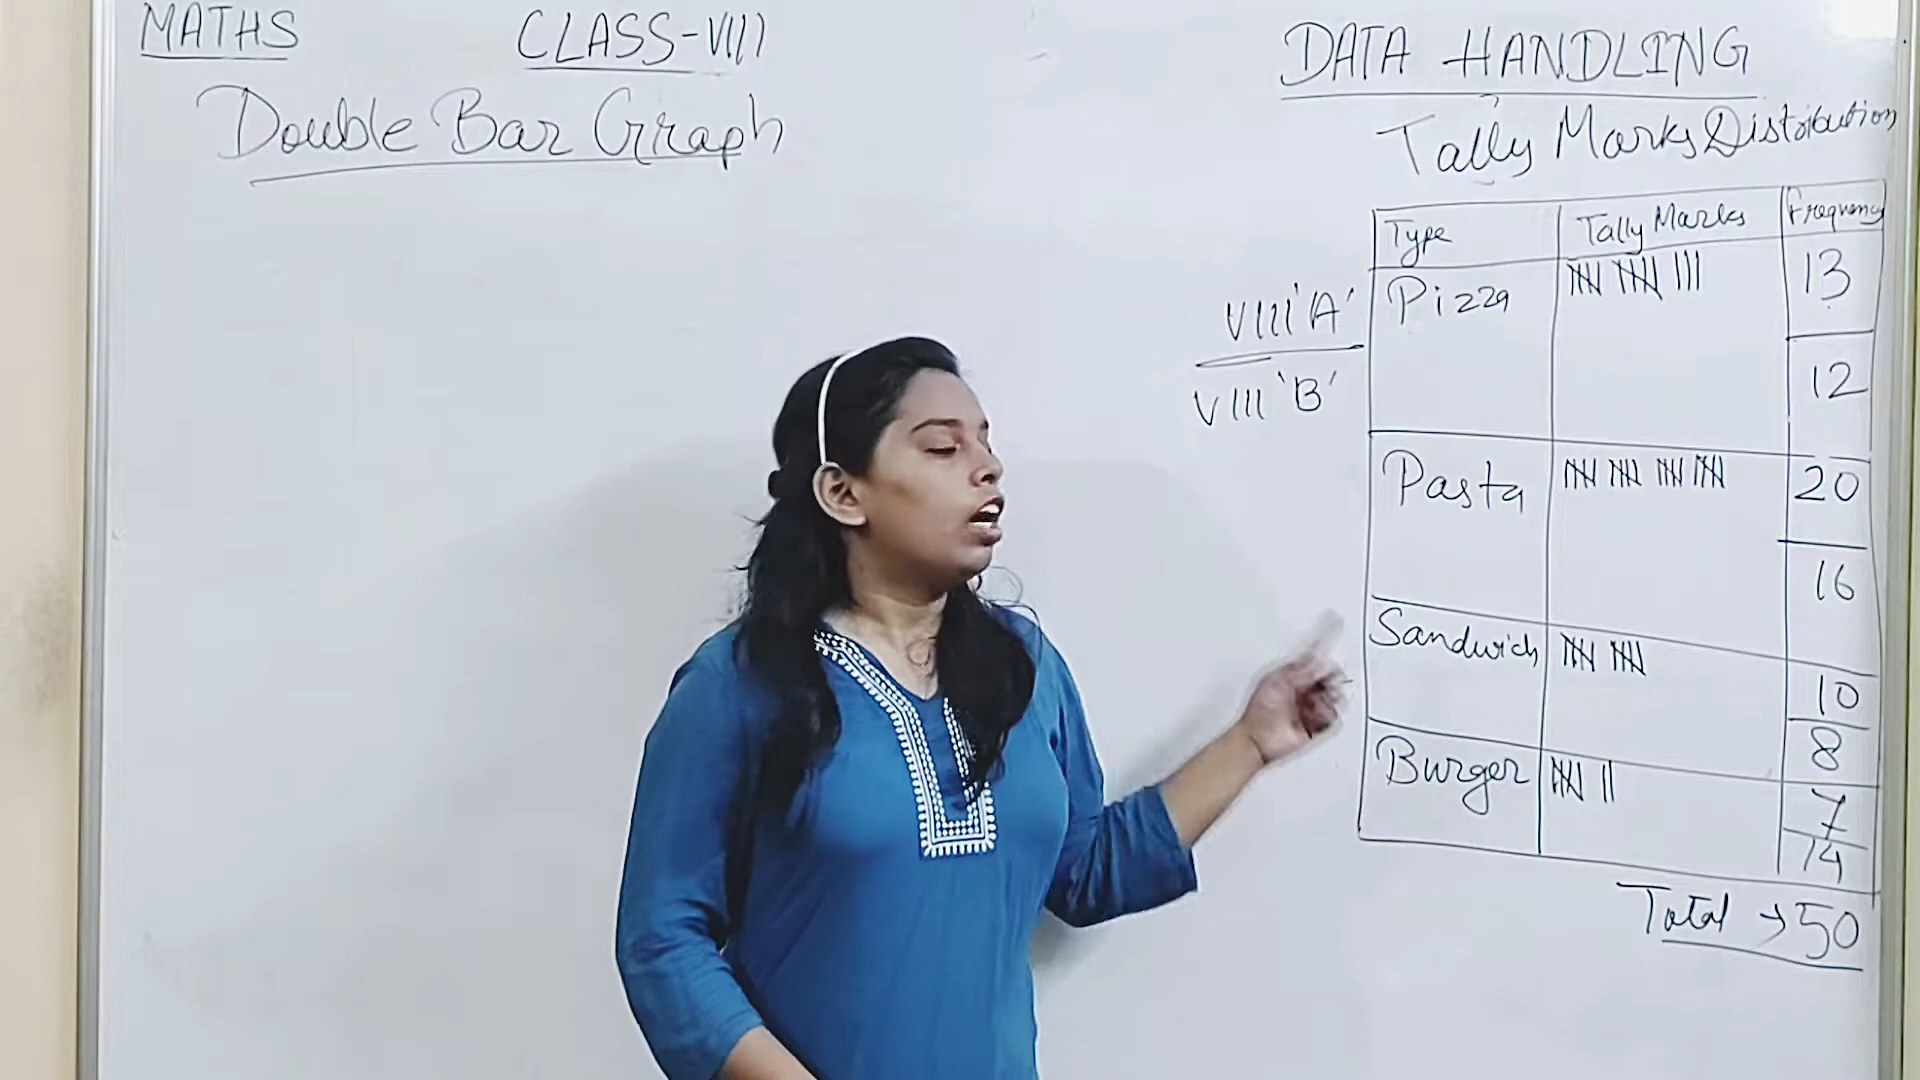 MATHS
CLASS-VIII
DATA HANDLING
Double Bar Graph
Tally Marks Distribution
Type Tally Marks Frequency
VIII 'A' Pizza 13
VIII 'B' 12
Pasta 20
16
Sandwich 10
8
Burger 7
14
Total → 50